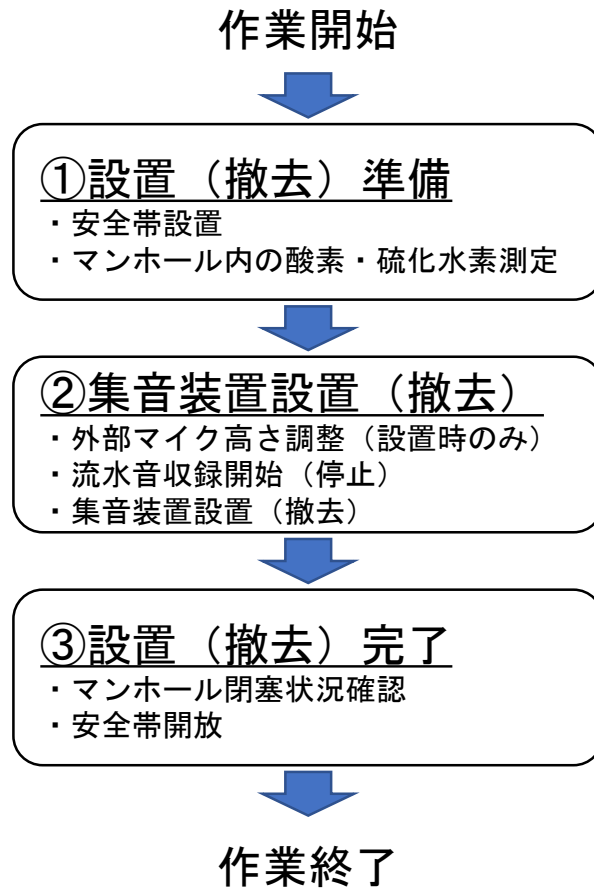 作業開始
①設置（撤去）準備
・安全帯設置
・マンホール内の酸素・硫化水素測定
②集音装置設置（撤去）
・外部マイク高さ調整（設置時のみ）
・流水音収録開始（停止）
・集音装置設置（撤去）
③設置（撤去）完了
・マンホール閉塞状況確認
・安全帯開放
作業終了